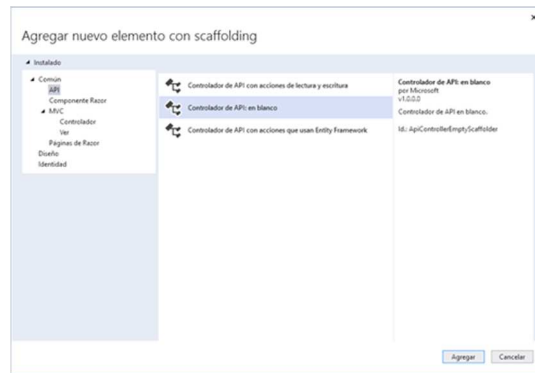 Agregar nuevo elemento con scaffolding
Instalado
Común
API
Componente Razor
MVC
Controlador
Ver
Páginas de Razor
Diseño
Identidad
Controlador de API con acciones de lectura y escritura
Controlador de API: en blanco
Controlador de API con acciones que usan Entity Framework
Controlador de API: en blanco
por Microsoft
v1.0.0.0
Controlador de API en blanco.
Id.: ApiControllerEmptyScaffolder
Agregar
Cancelar